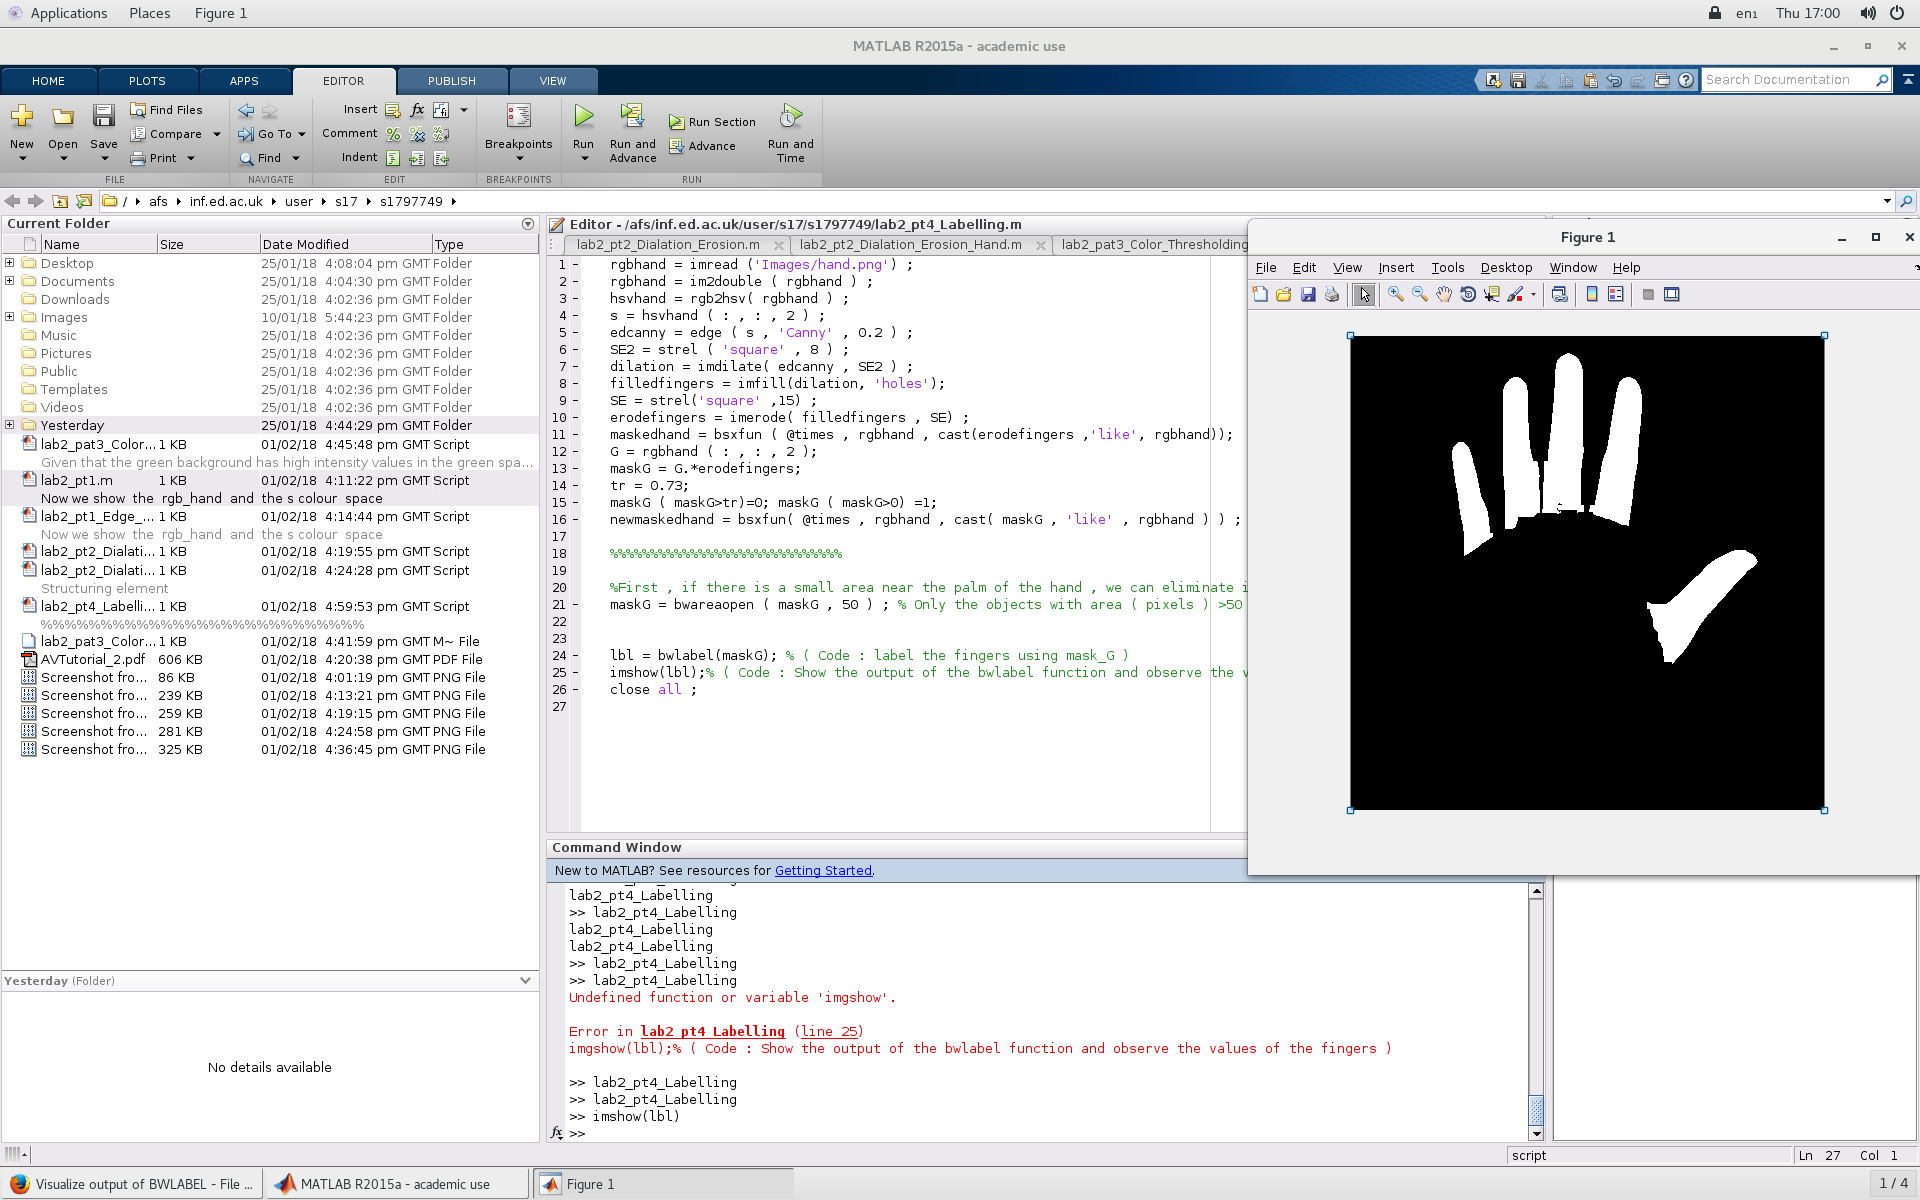 Applications Places Figure 1 en1 Thu 17:00
MATLAB R2015a - academic use
HOME PLOTS APPS EDITOR PUBLISH VIEW Search Documentation
New Open Save Find Files Compare Print Go To Find Insert Comment Indent Breakpoints Run Run and Advance Run Section Advance Run and Time
FILE NAVIGATE EDIT BREAKPOINTS RUN
/ afs inf.ed.ac.uk user s17 s1797749
Current Folder
Name Size Date Modified Type
Desktop 25/01/18 4:08:04 pm GMT Folder
Documents 25/01/18 4:04:30 pm GMT Folder
Downloads 25/01/18 4:02:36 pm GMT Folder
Images 10/01/18 5:44:23 pm GMT Folder
Music 25/01/18 4:02:36 pm GMT Folder
Pictures 25/01/18 4:02:36 pm GMT Folder
Public 25/01/18 4:02:36 pm GMT Folder
Templates 25/01/18 4:02:36 pm GMT Folder
Videos 25/01/18 4:02:36 pm GMT Folder
Yesterday 25/01/18 4:44:29 pm GMT Folder
lab2_pat3_Color... 1 KB 01/02/18 4:45:48 pm GMT Script
Given that the green background has high intensity values in the green spa...
lab2_pt1.m 1 KB 01/02/18 4:11:22 pm GMT Script
Now we show the rgb_hand and the s colour space
lab2_pt1_Edge_... 1 KB 01/02/18 4:14:44 pm GMT Script
Now we show the rgb_hand and the s colour space
lab2_pt2_Dialati... 1 KB 01/02/18 4:19:55 pm GMT Script
lab2_pt2_Dialati... 1 KB 01/02/18 4:24:28 pm GMT Script
Structuring element
lab2_pt4_Labelli... 1 KB 01/02/18 4:59:53 pm GMT Script
%%%%%%%%%%%%%%%%%%%%%%%%%%%%%
lab2_pat3_Color... 1 KB 01/02/18 4:41:59 pm GMT M~ File
AVTutorial_2.pdf 606 KB 01/02/18 4:20:38 pm GMT PDF File
Screenshot fro... 86 KB 01/02/18 4:01:19 pm GMT PNG File
Screenshot fro... 239 KB 01/02/18 4:13:21 pm GMT PNG File
Screenshot fro... 259 KB 01/02/18 4:19:15 pm GMT PNG File
Screenshot fro... 281 KB 01/02/18 4:24:58 pm GMT PNG File
Screenshot fro... 325 KB 01/02/18 4:36:45 pm GMT PNG File
Yesterday (Folder)
No details available
Editor - /afs/inf.ed.ac.uk/user/s17/s1797749/lab2_pt4_Labelling.m
lab2_pt2_Dialation_Erosion.m lab2_pt2_Dialation_Erosion_Hand.m lab2_pat3_Color_Thresholding
1 rgbhand = imread ('Images/hand.png') ;
2 rgbhand = im2double ( rgbhand ) ;
3 hsvhand = rgb2hsv( rgbhand ) ;
4 s = hsvhand ( : , : , 2 ) ;
5 edcanny = edge ( s , 'Canny' , 0.2 ) ;
6 SE2 = strel ( 'square' , 8 ) ;
7 dilation = imdilate( edcanny , SE2 ) ;
8 filledfingers = imfill(dilation, 'holes');
9 SE = strel('square' ,15) ;
10 erodefingers = imerode( filledfingers , SE) ;
11 maskedhand = bsxfun ( @times , rgbhand , cast(erodefingers ,'like', rgbhand));
12 G = rgbhand ( : , : , 2 );
13 maskG = G.*erodefingers;
14 tr = 0.73;
15 maskG ( maskG>tr)=0; maskG ( maskG>0) =1;
16 newmaskedhand = bsxfun( @times , rgbhand , cast( maskG , 'like' , rgbhand ) ) ;
17
18 %%%%%%%%%%%%%%%%%%%%%%%%%%%%%
19
20 %First , if there is a small area near the palm of the hand , we can eliminate i
21 maskG = bwareaopen ( maskG , 50 ) ; % Only the objects with area ( pixels ) >50
22
23
24 lbl = bwlabel(maskG); % ( Code : label the fingers using mask_G )
25 imshow(lbl);% ( Code : Show the output of the bwlabel function and observe the v
26 close all ;
27
Figure 1
File Edit View Insert Tools Desktop Window Help
Command Window
New to MATLAB? See resources for Getting Started.
lab2_pt4_Labelling
>> lab2_pt4_Labelling
lab2_pt4_Labelling
lab2_pt4_Labelling
>> lab2_pt4_Labelling
>> lab2_pt4_Labelling
Undefined function or variable 'imgshow'.
Error in lab2_pt4_Labelling (line 25)
imgshow(lbl);% ( Code : Show the output of the bwlabel function and observe the values of the fingers )
>> lab2_pt4_Labelling
>> lab2_pt4_Labelling
>> imshow(lbl)
fx >>
script Ln 27 Col 1
Visualize output of BWLABEL - File ... MATLAB R2015a - academic use Figure 1 1 / 4